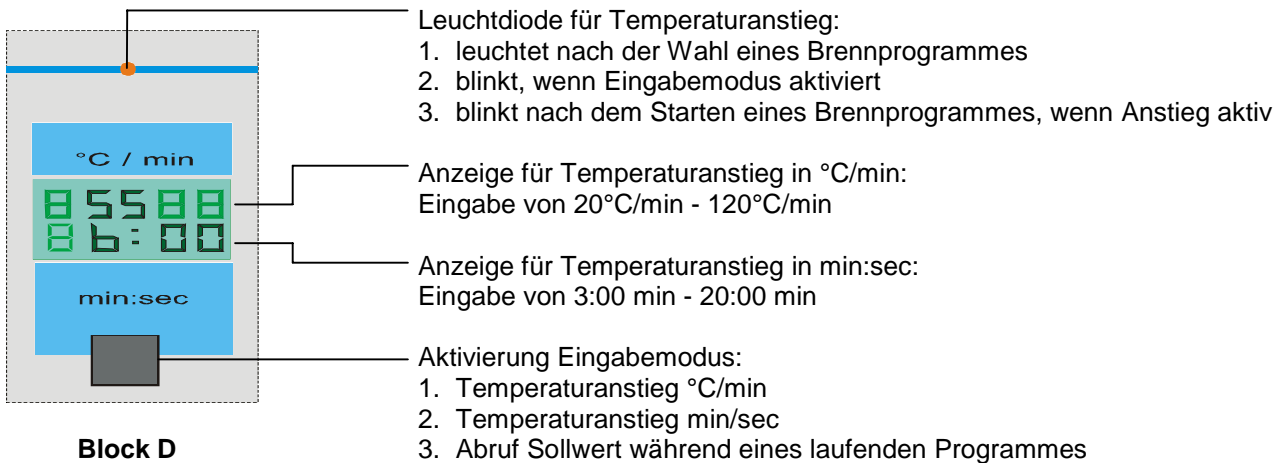 Leuchtdiode für Temperaturanstieg:
1. leuchtet nach der Wahl eines Brennprogrammes
2. blinkt, wenn Eingabemodus aktiviert
3. blinkt nach dem Starten eines Brennprogrammes, wenn Anstieg aktiv
°C / min
55
6:00
min:sec
Anzeige für Temperaturanstieg in °C/min:
Eingabe von 20°C/min - 120°C/min
Anzeige für Temperaturanstieg in min:sec:
Eingabe von 3:00 min - 20:00 min
Aktivierung Eingabemodus:
1. Temperaturanstieg °C/min
2. Temperaturanstieg min/sec
3. Abruf Sollwert während eines laufenden Programmes
Block D